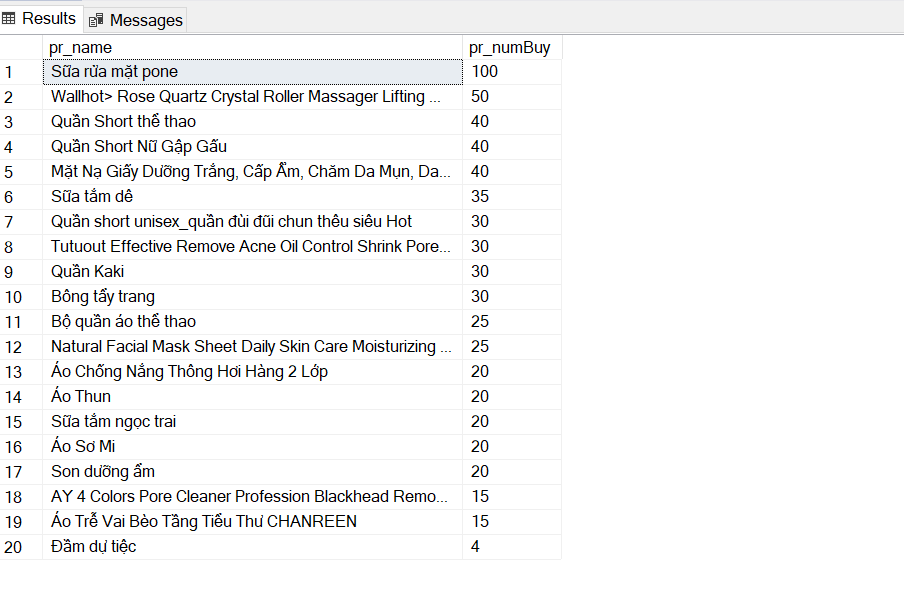 Results Messages
pr_name pr_numBuy
1 Sữa rửa mặt pone 100
2 Wallhot> Rose Quartz Crystal Roller Massager Lifting ... 50
3 Quần Short thể thao 40
4 Quần Short Nữ Gập Gấu 40
5 Mặt Nạ Giấy Dưỡng Trắng, Cấp Ẩm, Chăm Da Mụn, Da... 40
6 Sữa tắm dê 35
7 Quần short unisex_quần đùi đũi chun thêu siêu Hot 30
8 Tutuout Effective Remove Acne Oil Control Shrink Pore... 30
9 Quần Kaki 30
10 Bông tẩy trang 30
11 Bộ quần áo thể thao 25
12 Natural Facial Mask Sheet Daily Skin Care Moisturizing ... 25
13 Áo Chống Nắng Thông Hơi Hàng 2 Lớp 20
14 Áo Thun 20
15 Sữa tắm ngọc trai 20
16 Áo Sơ Mi 20
17 Son dưỡng ẩm 20
18 AY 4 Colors Pore Cleaner Profession Blackhead Remo... 15
19 Áo Trễ Vai Bèo Tầng Tiểu Thư CHANREEN 15
20 Đầm dự tiệc 4